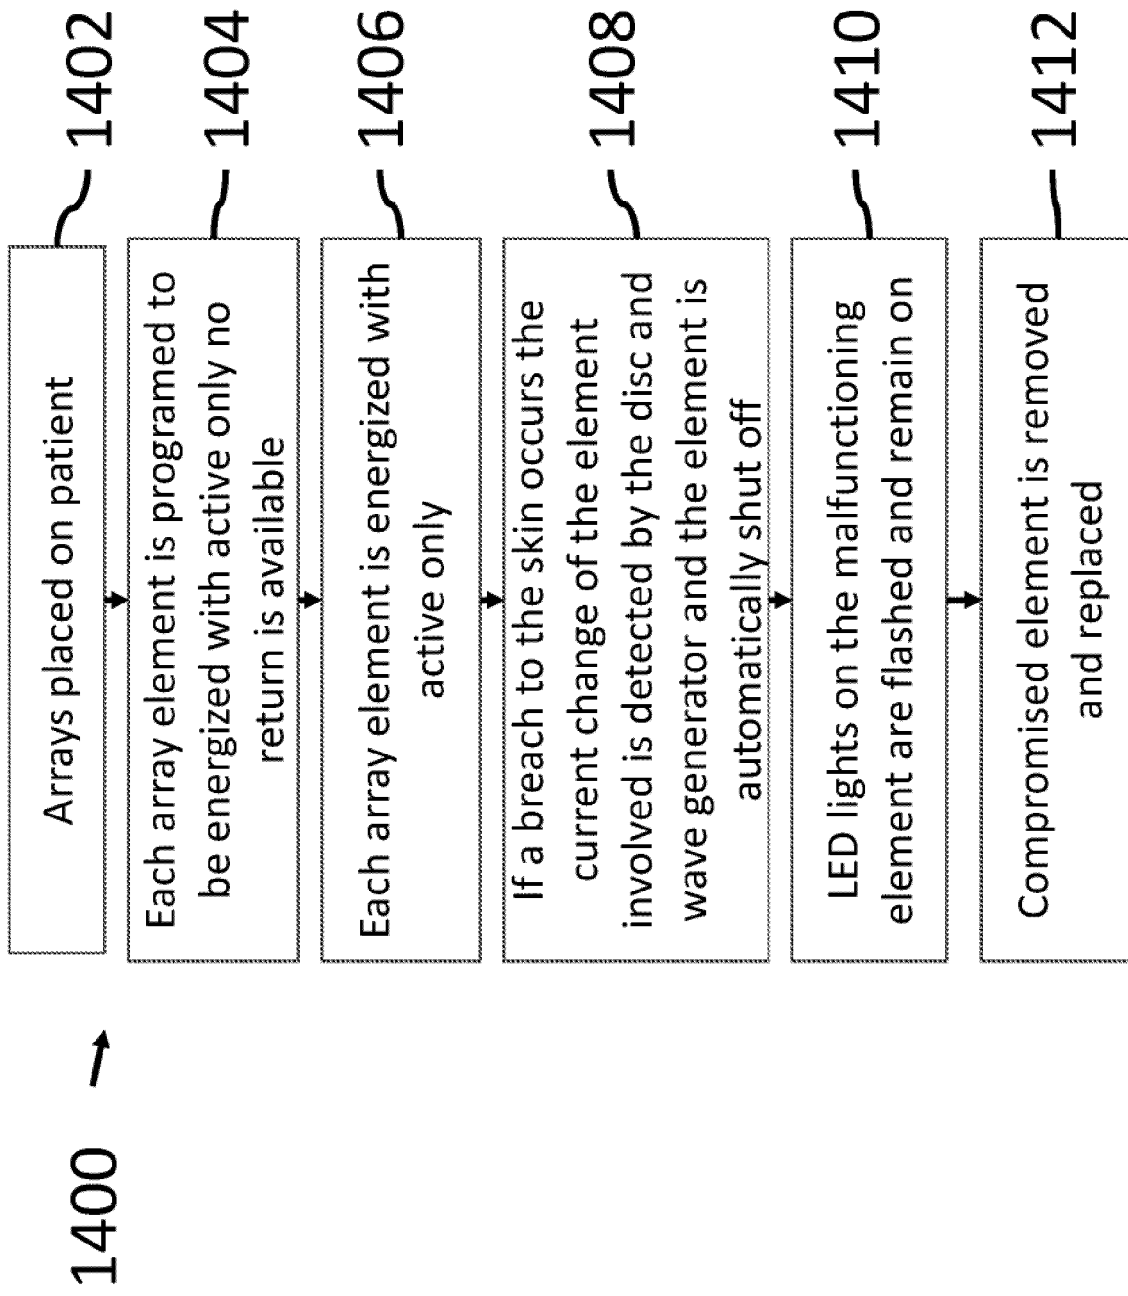 1400
Arrays placed on patient
1402
Each array element is programed to
be energized with active only no
return is available
1404
Each array element is energized with
active only
1406
If a breach to the skin occurs the
current change of the element
involved is detected by the disc and
wave generator and the element is
automatically shut off
1408
LED lights on the malfunctioning
element are flashed and remain on
1410
Compromised element is removed
and replaced
1412